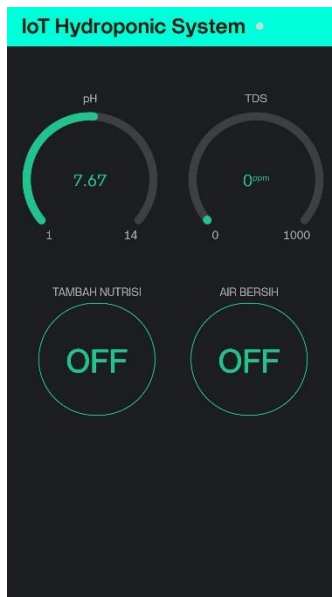 IoT Hydroponic System
pH TDS
7.67 0ppm
1 14 0 1000
TAMBAH NUTRISI AIR BERSIH
OFF OFF